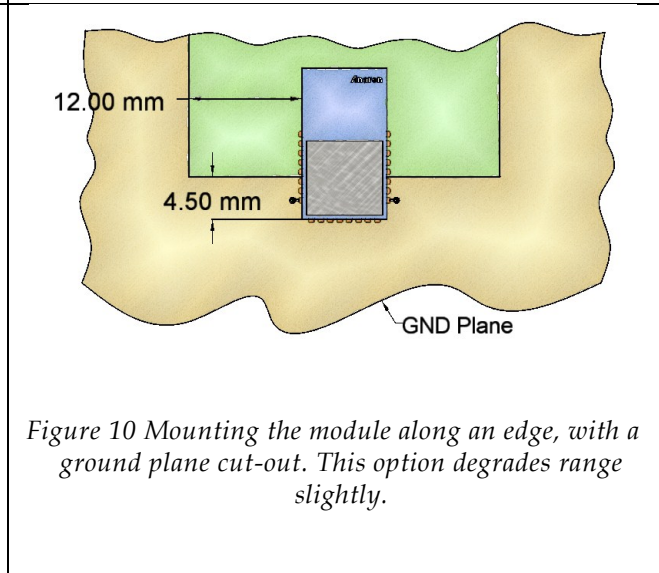 Anaren
12.00 mm
4.50 mm
GND Plane
Figure 10 Mounting the module along an edge, with a
ground plane cut-out. This option degrades range
slightly.